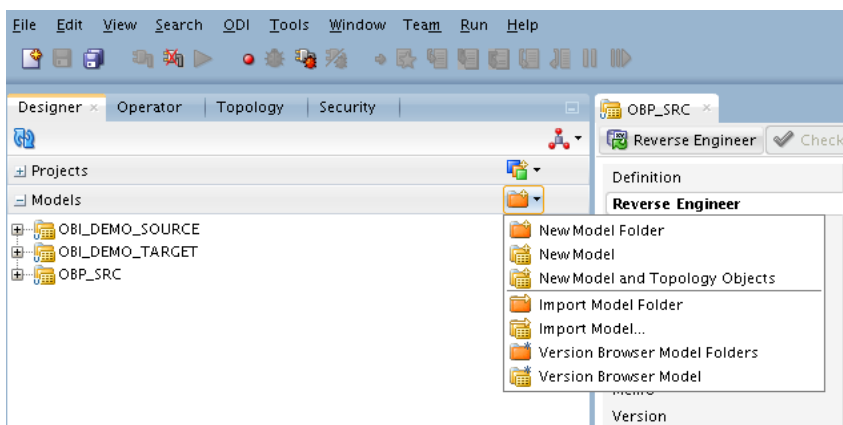 File Edit View Search ODI Tools Window Team Run Help
Designer Operator Topology Security
OBP_SRC
Reverse Engineer Check
Projects
Definition
Models
Reverse Engineer
OBI_DEMO_SOURCE
New Model Folder
OBI_DEMO_TARGET
New Model
OBP_SRC
New Model and Topology Objects
Import Model Folder
Import Model...
Version Browser Model Folders
Version Browser Model
Memo
Version